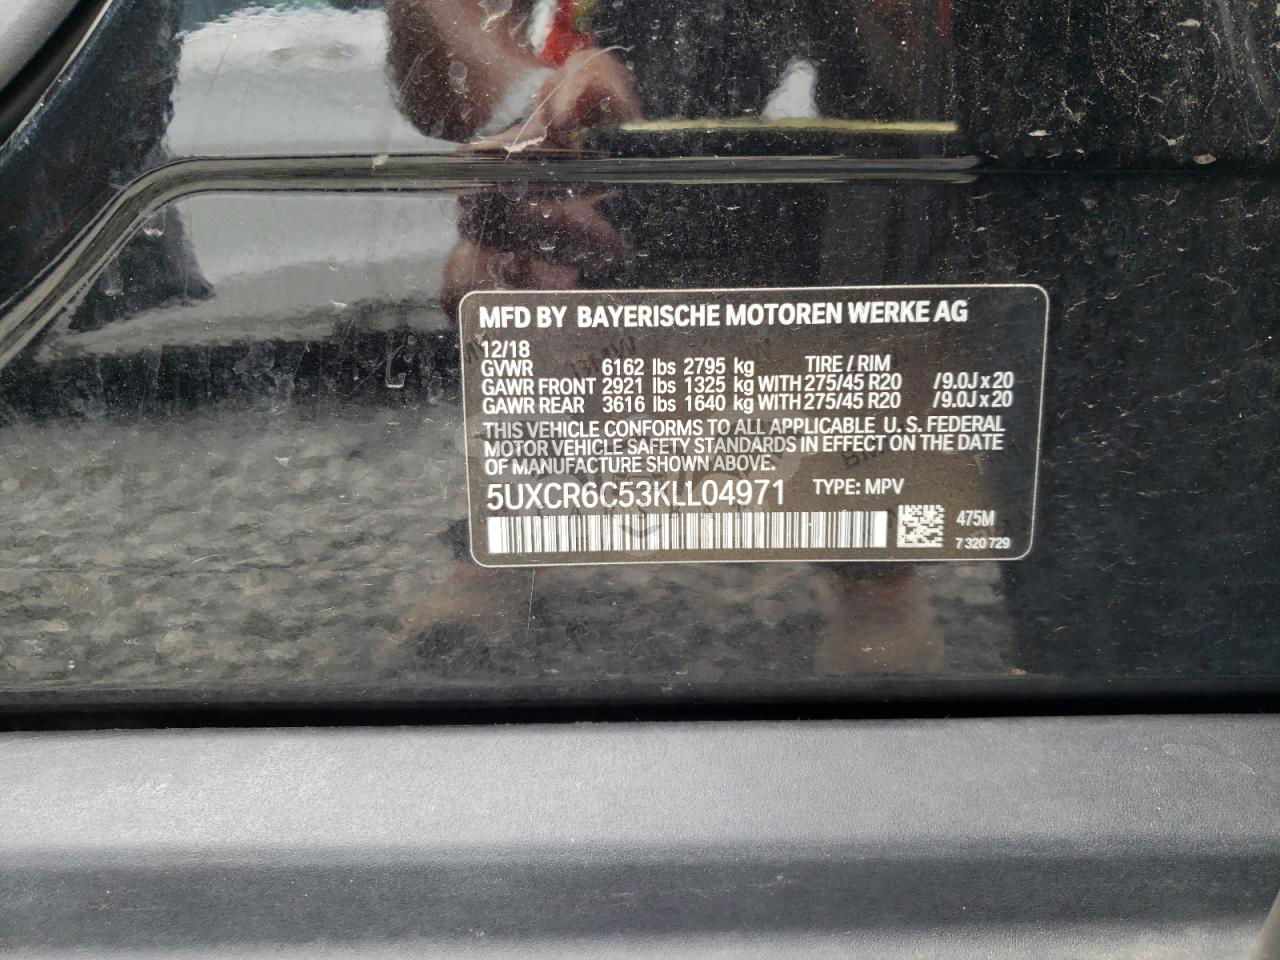 MFD BY BAYERISCHE MOTOREN WERKE AG
12/18
GVWR 6162 lbs 2795 kg TIRE / RIM
GAWR FRONT 2921 lbs 1325 kg WITH 275/45 R20 /9.0J x 20
GAWR REAR 3616 lbs 1640 kg WITH 275/45 R20 /9.0J x 20
THIS VEHICLE CONFORMS TO ALL APPLICABLE U.S. FEDERAL
MOTOR VEHICLE SAFETY STANDARDS IN EFFECT ON THE DATE
OF MANUFACTURE SHOWN ABOVE.
5UXCR6C53KLL04971 TYPE: MPV
475M
7 320 729